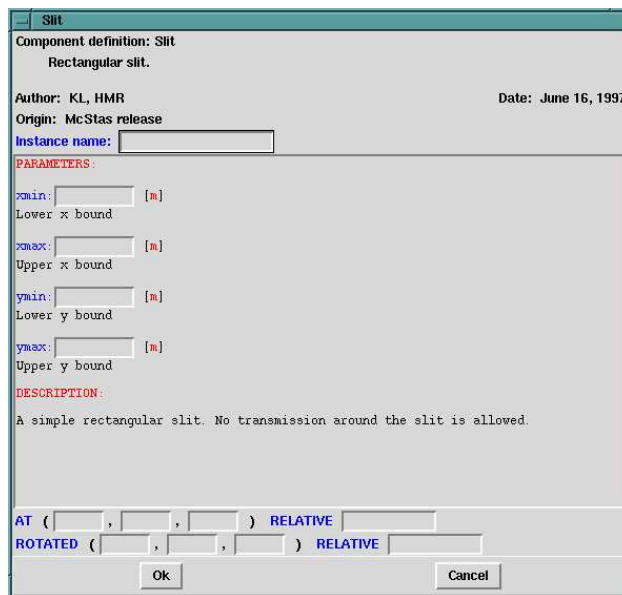 Slit
Component definition: Slit
Rectangular slit.
Author: KL, HMR Date: June 16, 1997
Origin: McStas release
Instance name:
PARAMETERS:
xmin: [m]
Lower x bound
xmax: [m]
Upper x bound
ymin: [m]
Lower y bound
ymax: [m]
Upper y bound
DESCRIPTION:
A simple rectangular slit. No transmission around the slit is allowed.
AT ( , , ) RELATIVE
ROTATED ( , , ) RELATIVE
Ok Cancel